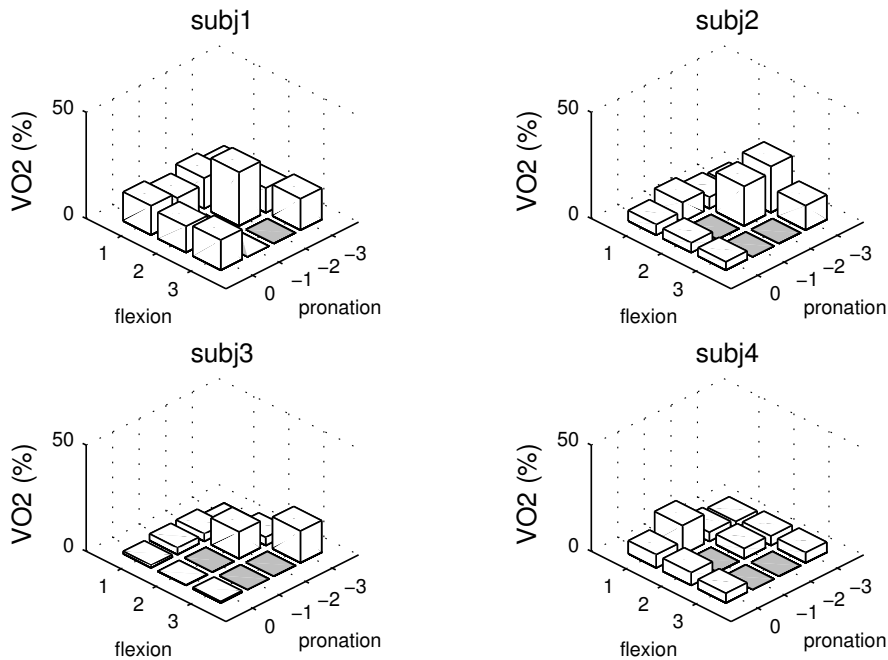 subj1
50
VO2 (%)
0
1
2
3
flexion
0
−1
−2
−3
pronation
subj2
50
VO2 (%)
0
1
2
3
flexion
0
−1
−2
−3
pronation
subj3
50
VO2 (%)
0
1
2
3
flexion
0
−1
−2
−3
pronation
subj4
50
VO2 (%)
0
1
2
3
flexion
0
−1
−2
−3
pronation